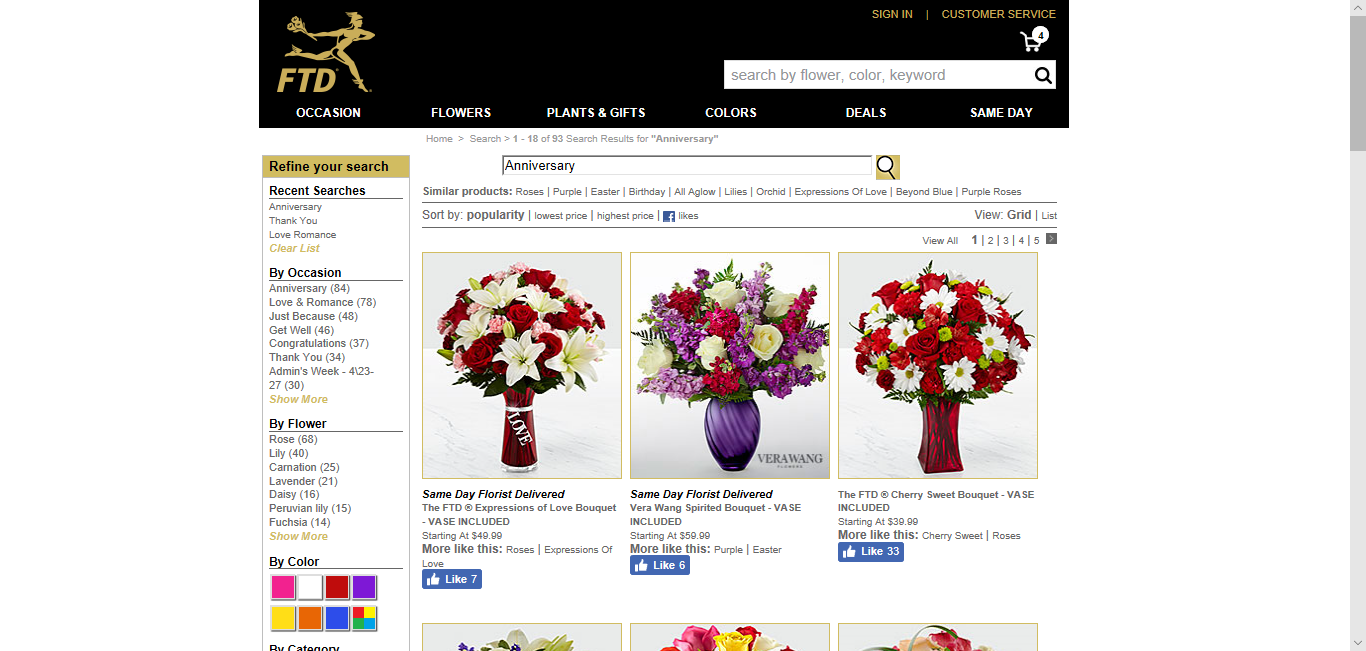 SIGN IN | CUSTOMER SERVICE
4
FTD
search by flower, color, keyword
OCCASION FLOWERS PLANTS & GIFTS COLORS DEALS SAME DAY
Home > Search > 1 - 18 of 93 Search Results for "Anniversary"
Refine your search
Recent Searches
Anniversary
Thank You
Love Romance
Clear List
By Occasion
Anniversary (84)
Love & Romance (78)
Just Because (48)
Get Well (46)
Congratulations (37)
Thank You (34)
Admin's Week - 4\23-
27 (30)
Show More
By Flower
Rose (68)
Lily (40)
Carnation (25)
Lavender (21)
Daisy (16)
Peruvian lily (15)
Fuchsia (14)
Show More
By Color
By Category
Anniversary
Similar products: Roses | Purple | Easter | Birthday | All Aglow | Lilies | Orchid | Expressions Of Love | Beyond Blue | Purple Roses
Sort by: popularity | lowest price | highest price | f likes
View: Grid | List
View All 1 | 2 | 3 | 4 | 5 >
LOVE
Same Day Florist Delivered
The FTD ® Expressions of Love Bouquet
- VASE INCLUDED
Starting At $49.99
More like this: Roses | Expressions Of
Love
Like 7
VERAWANG
FLOWERS
Same Day Florist Delivered
Vera Wang Spirited Bouquet - VASE
INCLUDED
Starting At $59.99
More like this: Purple | Easter
Like 6
The FTD ® Cherry Sweet Bouquet - VASE
INCLUDED
Starting At $39.99
More like this: Cherry Sweet | Roses
Like 33